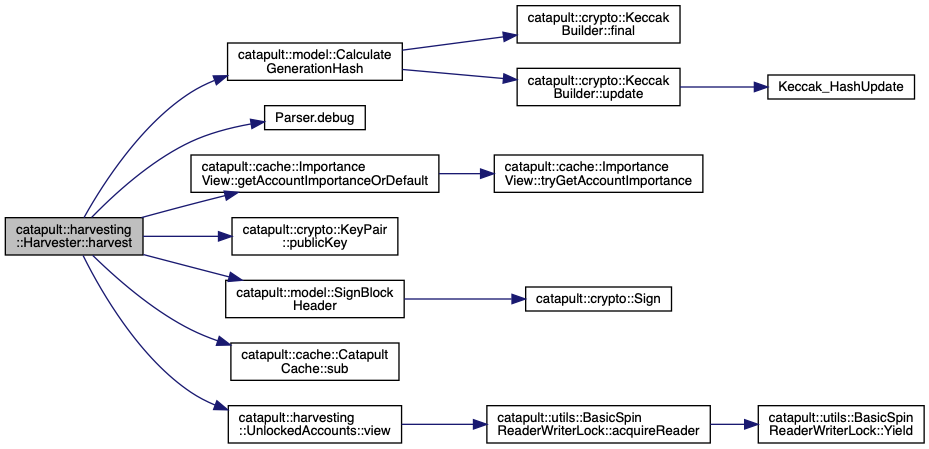 catapult::harvesting
::Harvester::harvest
catapult::model::Calculate
GenerationHash
catapult::crypto::Keccak
Builder::final
catapult::crypto::Keccak
Builder::update
Keccak_HashUpdate
Parser.debug
catapult::cache::Importance
View::getAccountImportanceOrDefault
catapult::cache::Importance
View::tryGetAccountImportance
catapult::crypto::KeyPair
::publicKey
catapult::model::SignBlock
Header
catapult::crypto::Sign
catapult::cache::Catapult
Cache::sub
catapult::harvesting
::UnlockedAccounts::view
catapult::utils::BasicSpin
ReaderWriterLock::acquireReader
catapult::utils::BasicSpin
ReaderWriterLock::Yield